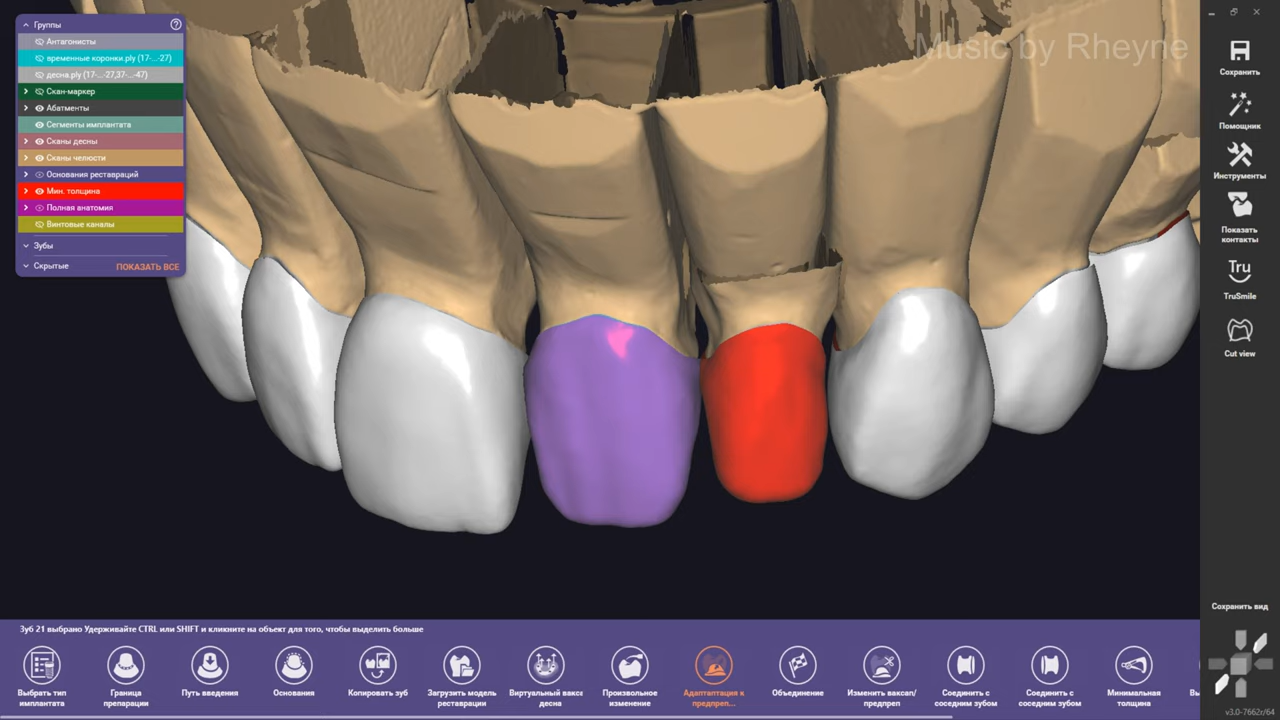 Группы
Антагонисты
временные коронки.ply (17-...-27)
десна.ply (17-...-27,37-...-47)
Скан-маркер
Абатменты
Сегменты имплантата
Сканы десны
Сканы челюсти
Основания реставраций
Мин. толщина
Полная анатомия
Винтовые каналы
Зубы
Скрытые
ПОКАЗАТЬ ВСЕ
Music by Rheyne
Сохранить
Помощник
Инструменты
Показать
контакты
Tru
TruSmile
Cut view
Сохранить вид
v3.0-7662r/64
Зуб 21 выбрано Удерживайте CTRL или SHIFT и кликните на объект для того, чтобы выделить больше
Выбрать тип
имплантата
Граница
препарации
Путь введения
Основания
Копировать зуб
Загрузить модель
реставрации
Виртуальный вакс
десна
Произвольное
изменение
Адаптаптация к
предпреп...
Объединение
Изменить ваксап/
предпреп
Соединить с
соседним зубом
Соединить с
соседним зубом
Минимальная
толщина